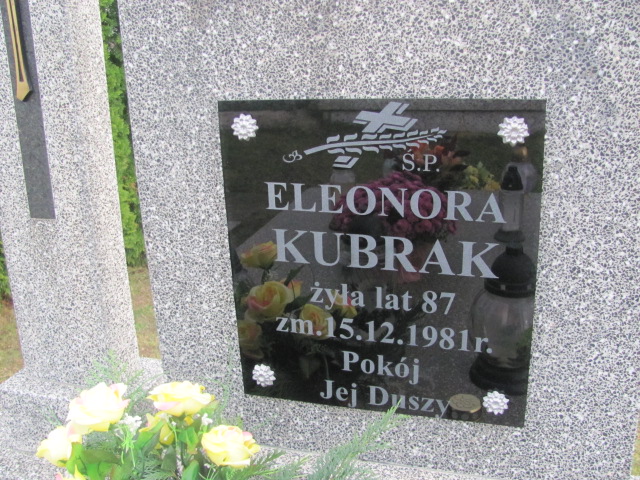 Ś.P.
ELEONORA
KUBRAK
żyła lat 87
zm.15.12.1981r.
Pokój
Jej Duszy